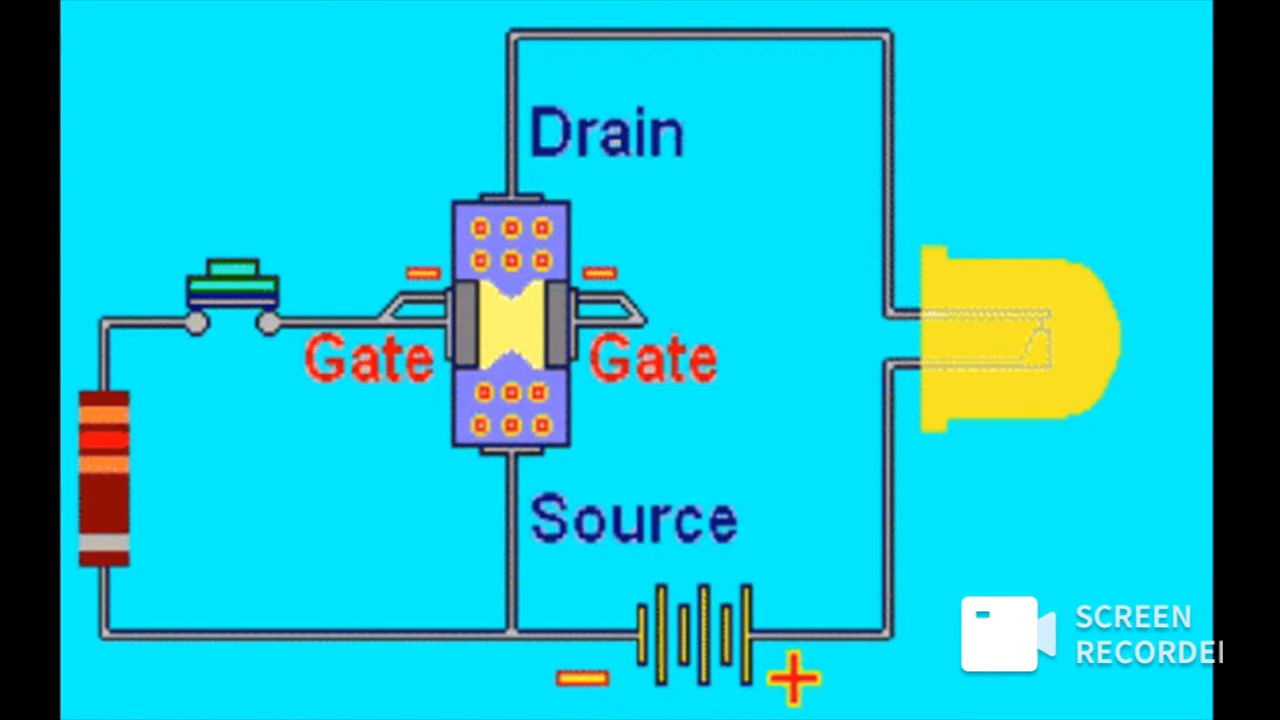 Drain
Gate
Gate
Source
SCREEN
RECORDE